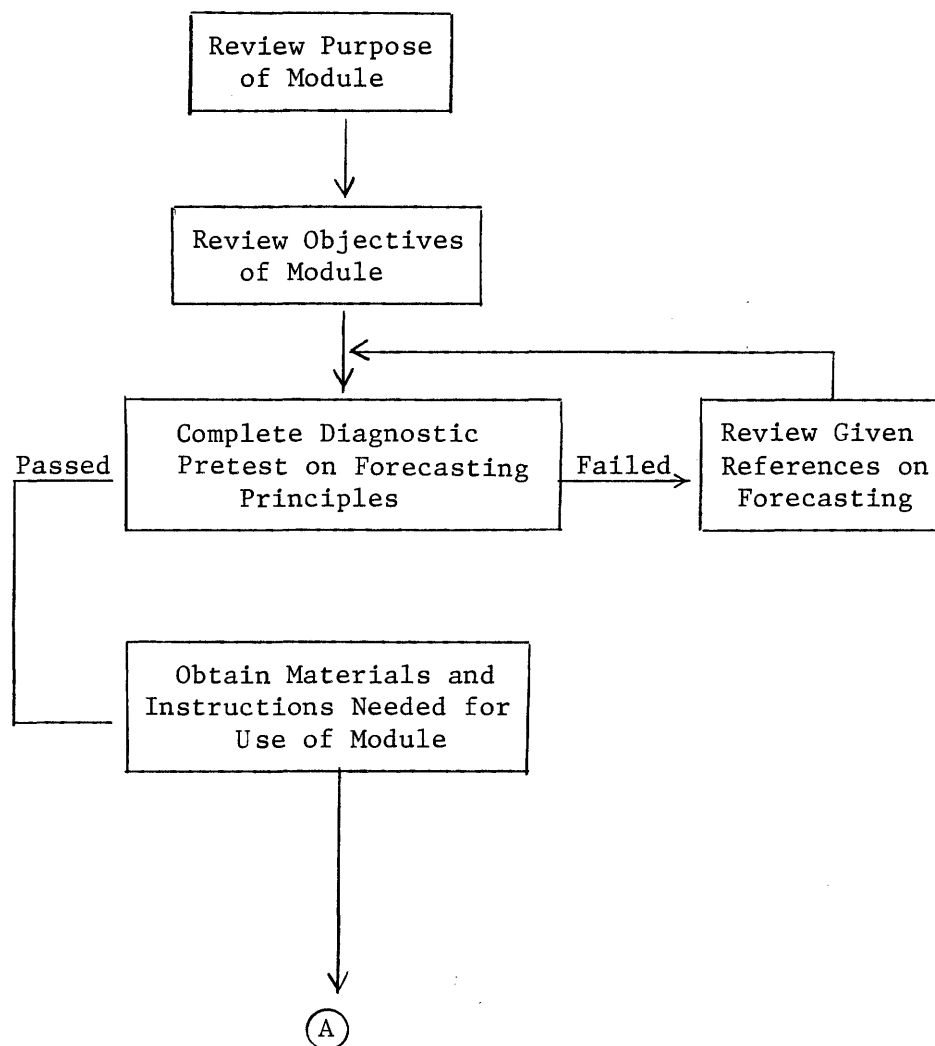 Review Purpose
of Module
Review Objectives
of Module
Complete Diagnostic
Pretest on Forecasting
Principles
Passed
Failed
Review Given
References on
Forecasting
Obtain Materials and
Instructions Needed for
Use of Module
A